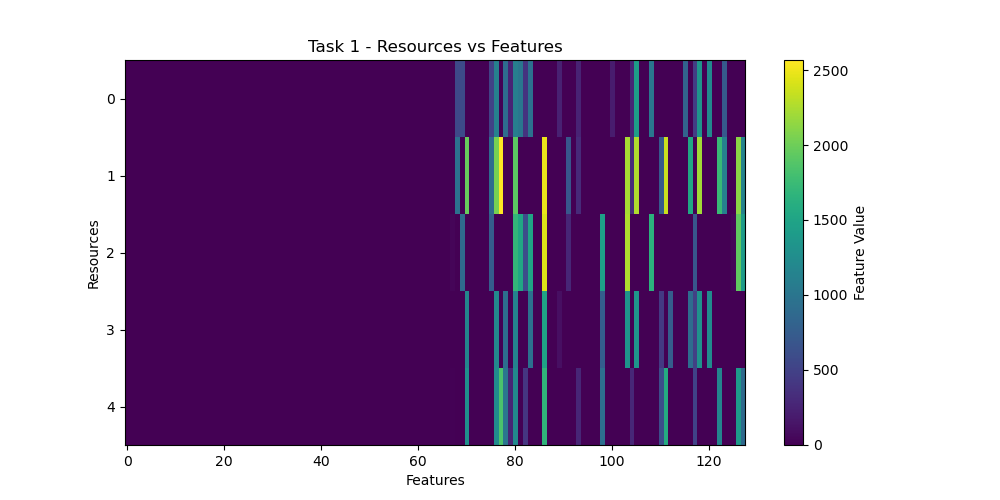 Task 1 - Resources vs Features
Resources
0
1
2
3
4
0 20 40 60 80 100 120
Features
2500
2000
1500
1000
500
0
Feature Value